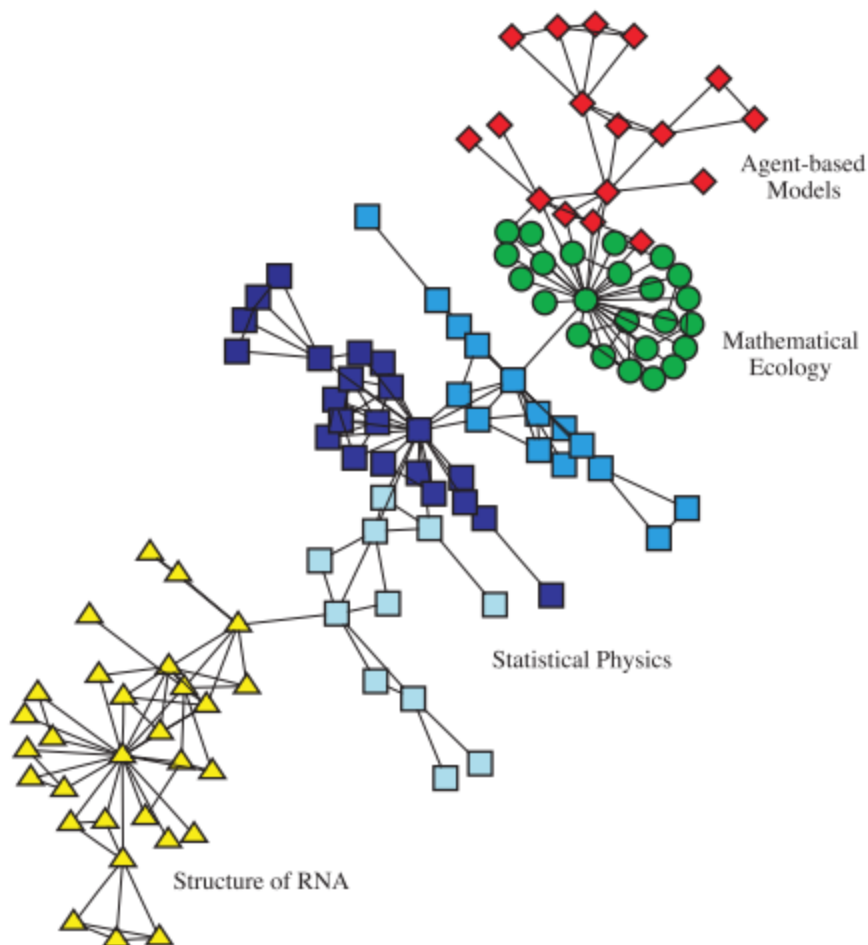 Agent-based
Models
Mathematical
Ecology
Statistical Physics
Structure of RNA